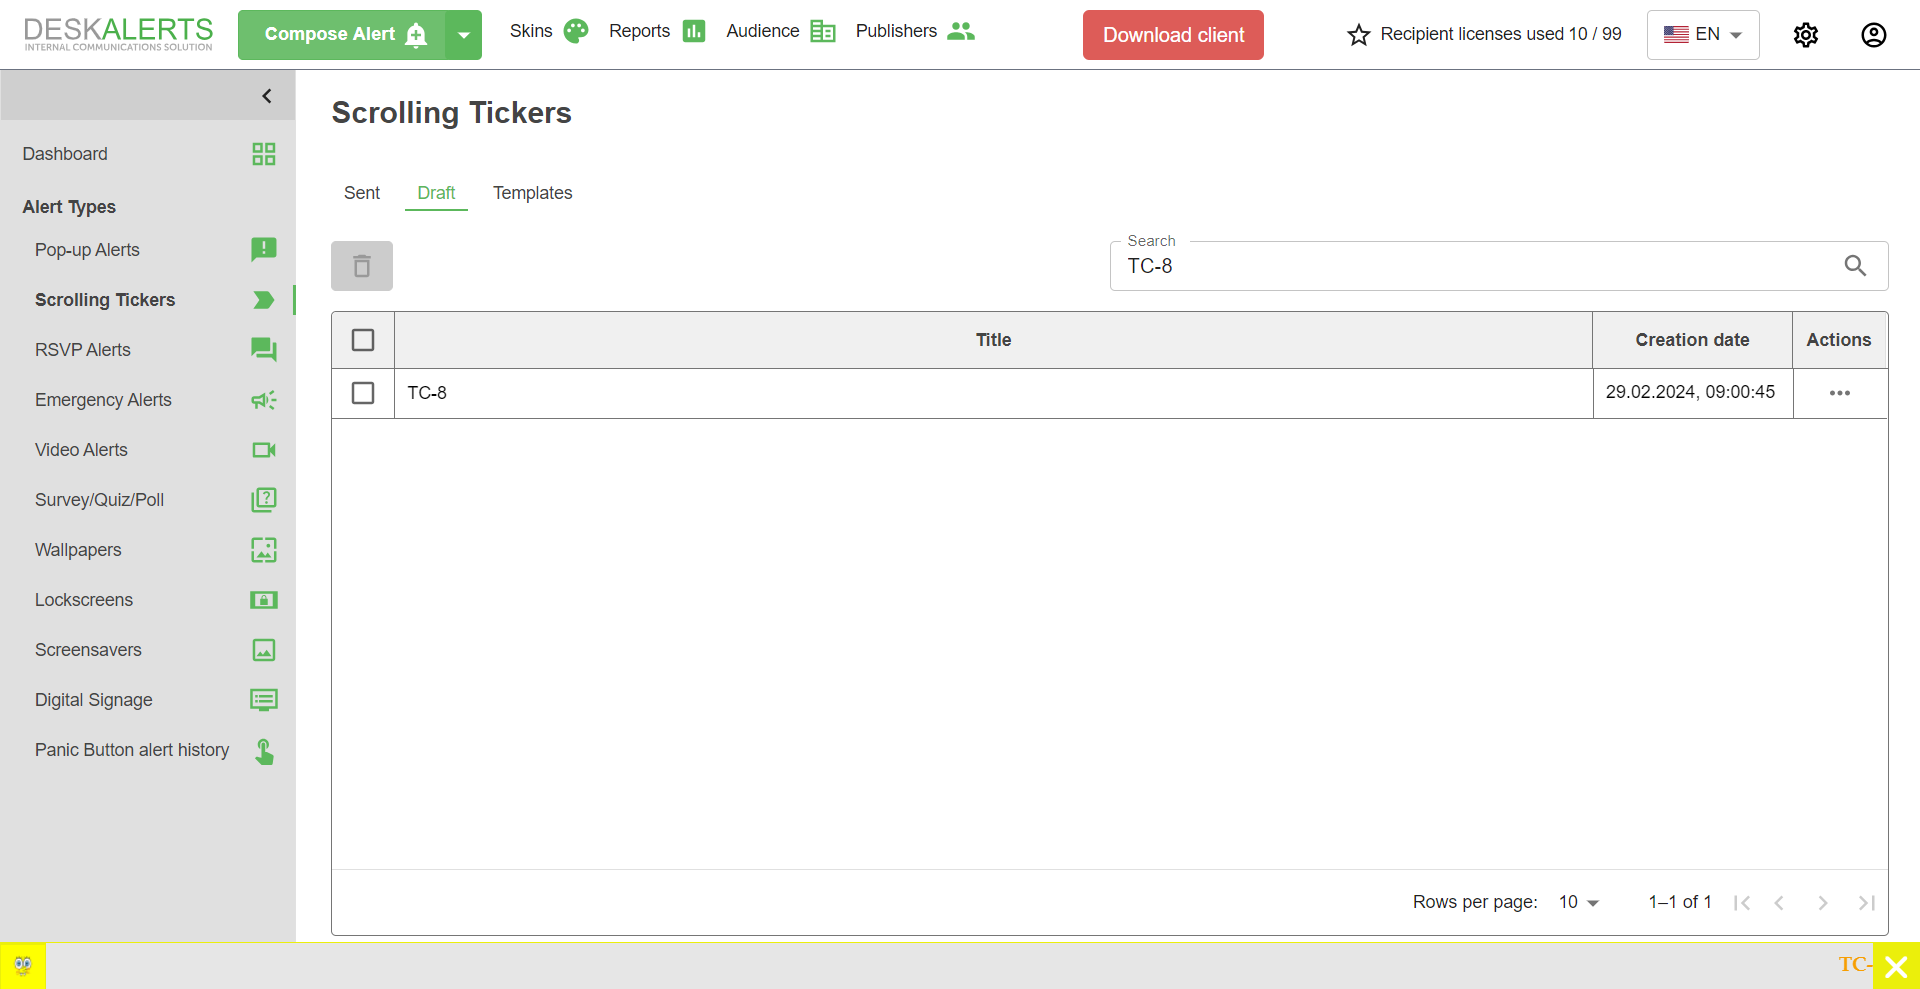 DESKALERTS
INTERNAL COMMUNICATIONS SOLUTION
Compose Alert
Skins
Reports
Audience
Publishers
Download client
Recipient licenses used 10 / 99
EN
Dashboard
Alert Types
Pop-up Alerts
Scrolling Tickers
RSVP Alerts
Emergency Alerts
Video Alerts
Survey/Quiz/Poll
Wallpapers
Lockscreens
Screensavers
Digital Signage
Panic Button alert history
Scrolling Tickers
Sent
Draft
Templates
Search
TC-8
Title
Creation date
Actions
TC-8
29.02.2024, 09:00:45
Rows per page:
10
1–1 of 1
TC-